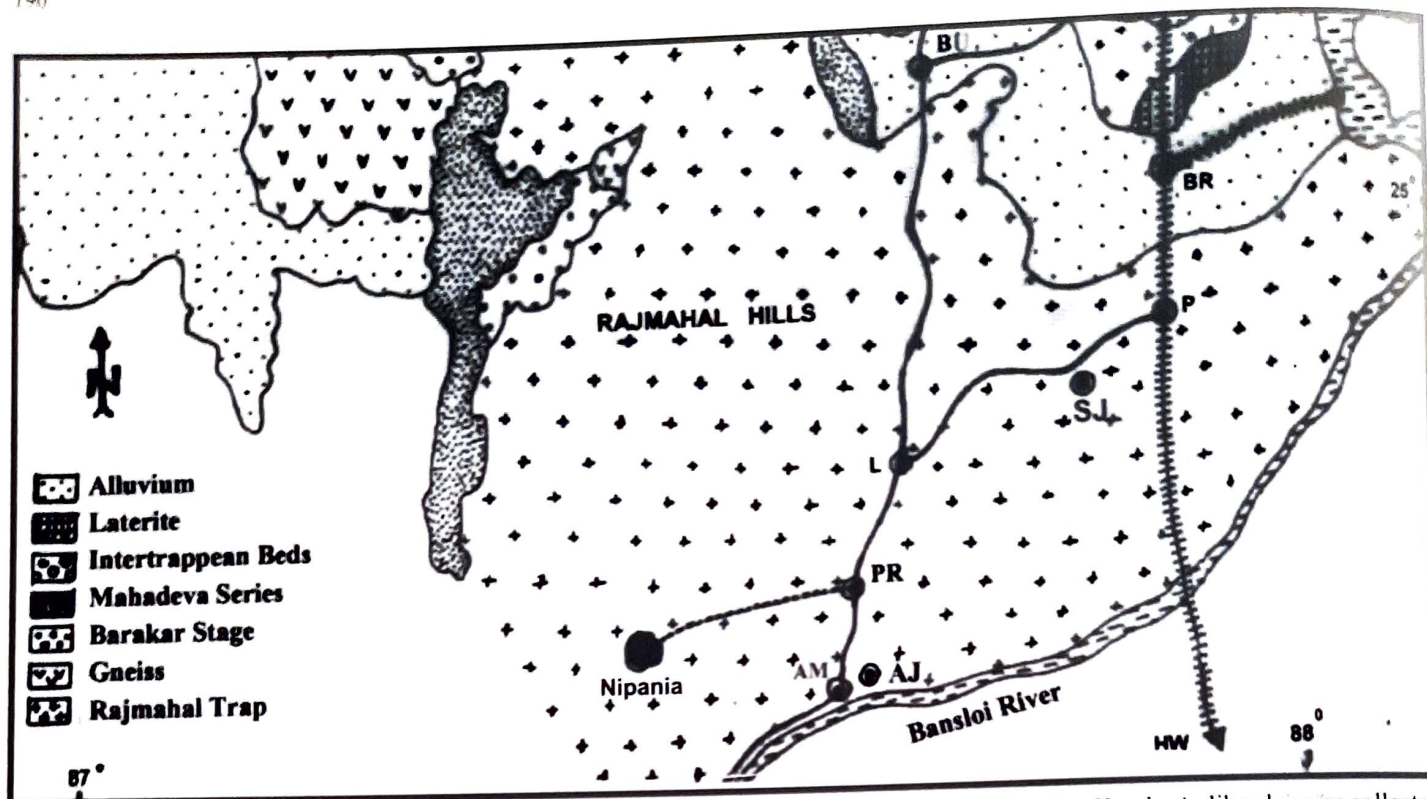 190
BU
BR
25°
RAJMAHAL HILLS
P
SJ
L
PR
Nipania
AM
AJ
Bansloi River
HW
88°
87°
Alluvium
Laterite
Intertrappean Beds
Mahadeva Series
Barakar Stage
Gneiss
Rajmahal Trap